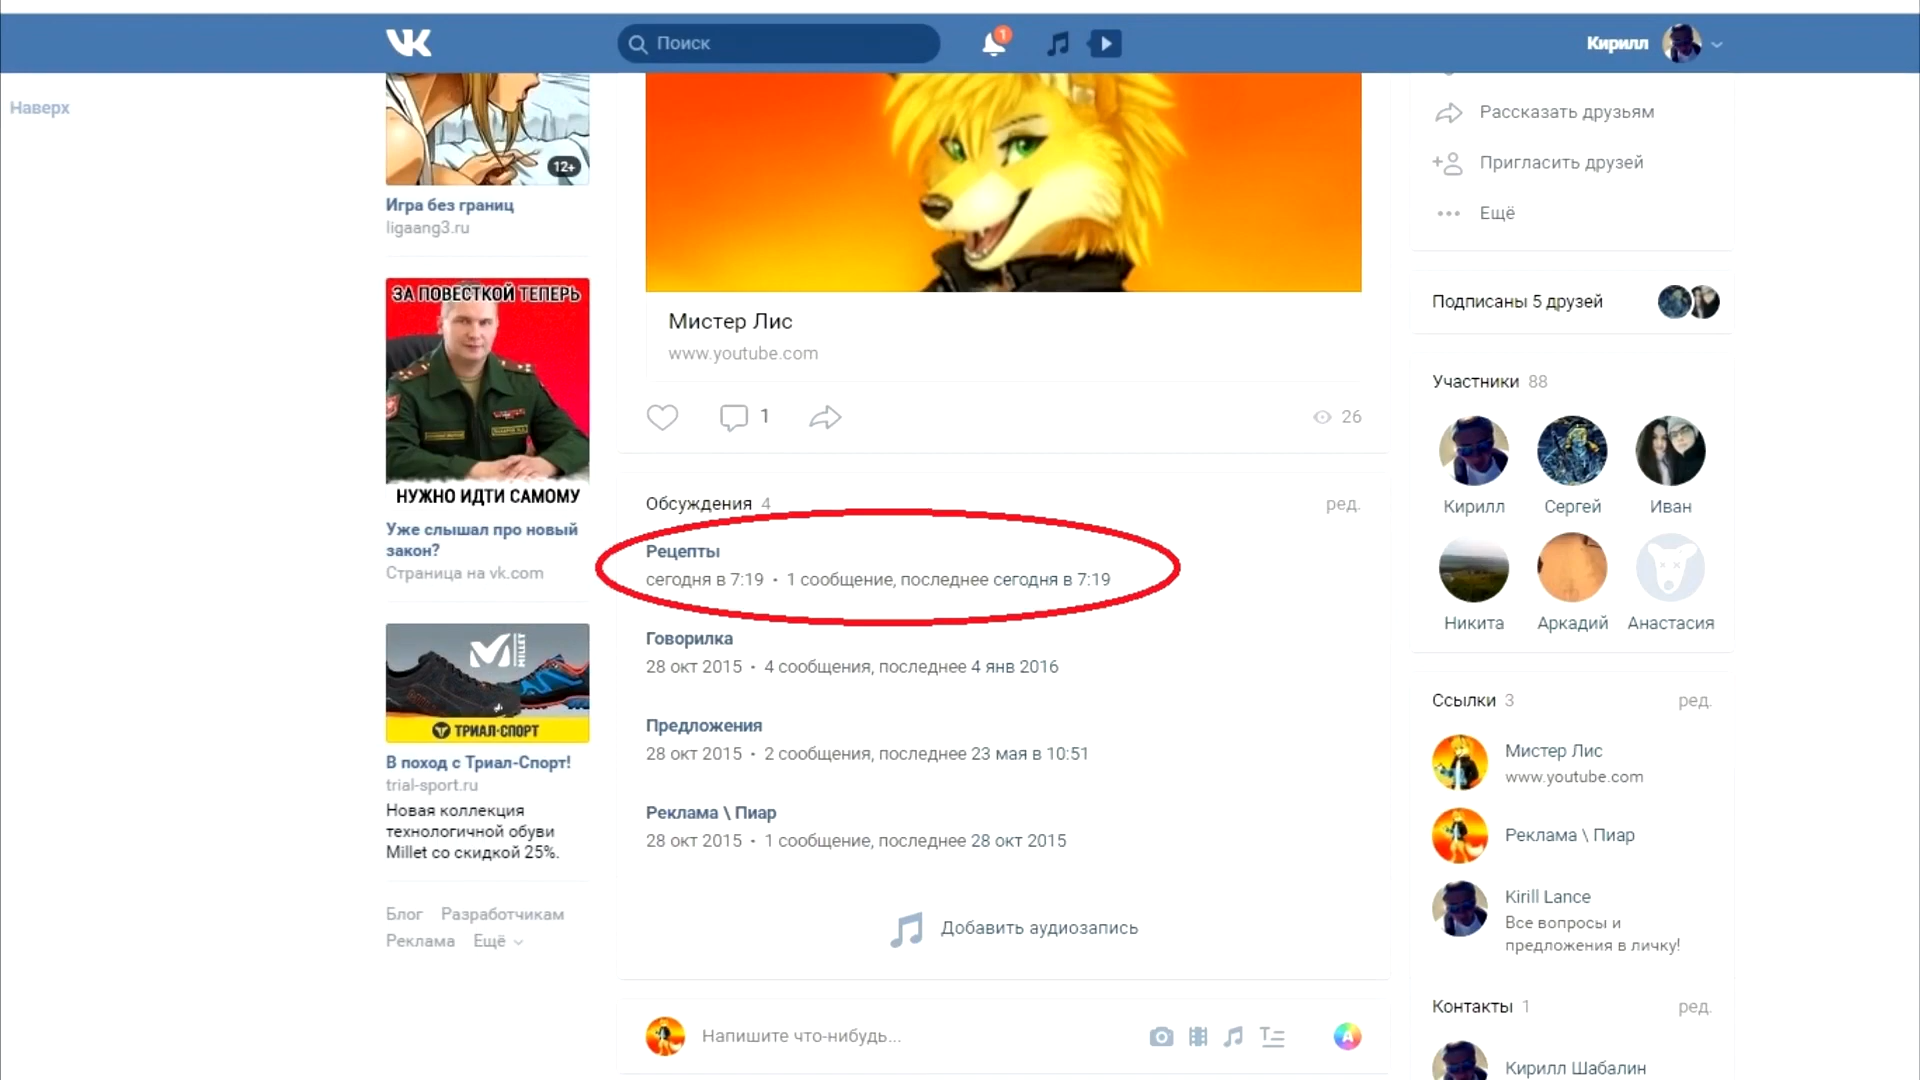 Поиск
1
Кирилл
Наверх
12+
Игра без границ
ligaang3.ru
ЗА ПОВЕСТКОЙ ТЕПЕРЬ
НУЖНО ИДТИ САМОМУ
Уже слышал про новый
закон?
Страница на vk.com
MILLET
ТРИАЛ-СПОРТ
В поход с Триал-Спорт!
trial-sport.ru
Новая коллекция
технологичной обуви
Millet со скидкой 25%.
Блог Разработчикам
Реклама Ещё
Мистер Лис
www.youtube.com
1
26
Обсуждения 4
ред.
Рецепты
сегодня в 7:19 · 1 сообщение, последнее сегодня в 7:19
Говорилка
28 окт 2015 · 4 сообщения, последнее 4 янв 2016
Предложения
28 окт 2015 · 2 сообщения, последнее 23 мая в 10:51
Реклама \ Пиар
28 окт 2015 · 1 сообщение, последнее 28 окт 2015
Добавить аудиозапись
Напишите что-нибудь...
Рассказать друзьям
Пригласить друзей
Ещё
Подписаны 5 друзей
Участники 88
Кирилл Сергей Иван
Никита Аркадий Анастасия
Ссылки 3
ред.
Мистер Лис
www.youtube.com
Реклама \ Пиар
Kirill Lance
Все вопросы и
предложения в личку!
Контакты 1
ред.
Кирилл Шабалин